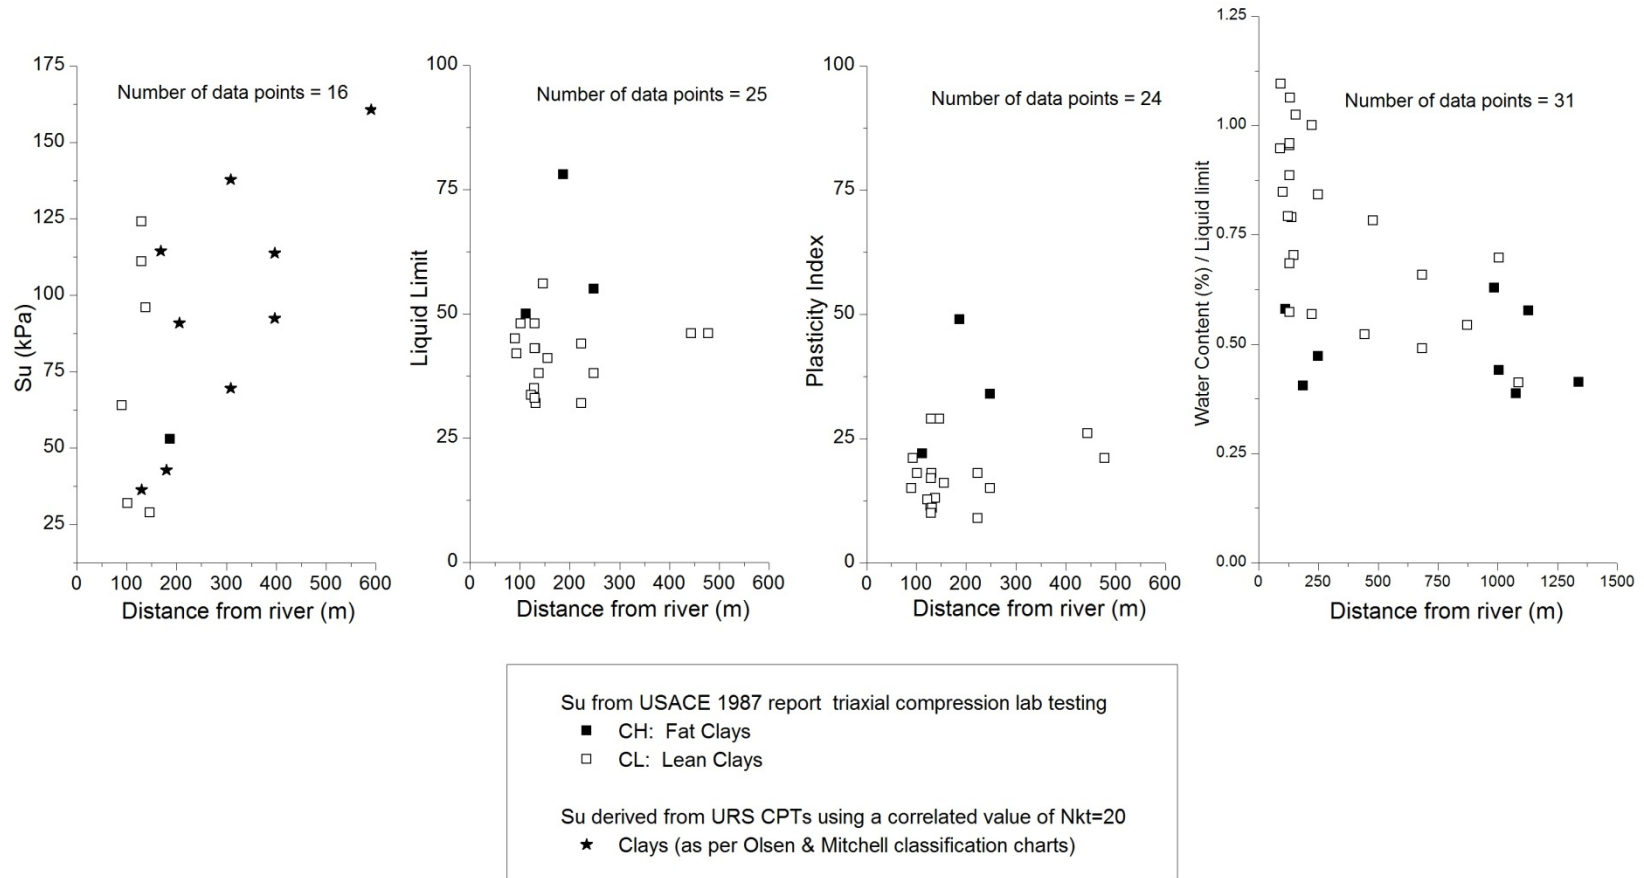 Number of data points = 16
175
150
125
100
75
50
25
Su (kPa)
0 100 200 300 400 500 600
Distance from river (m)
Number of data points = 25
100
75
50
25
0
Liquid Limit
0 100 200 300 400 500 600
Distance from river (m)
Number of data points = 24
100
75
50
25
0
Plasticity Index
0 100 200 300 400 500 600
Distance from river (m)
Number of data points = 31
1.25
1.00
0.75
0.50
0.25
0.00
Water Content (%) / Liquid limit
0 250 500 750 1000 1250 1500
Distance from river (m)
Su from USACE 1987 report triaxial compression lab testing
CH: Fat Clays
CL: Lean Clays
Su derived from URS CPTs using a correlated value of Nkt=20
Clays (as per Olsen & Mitchell classification charts)